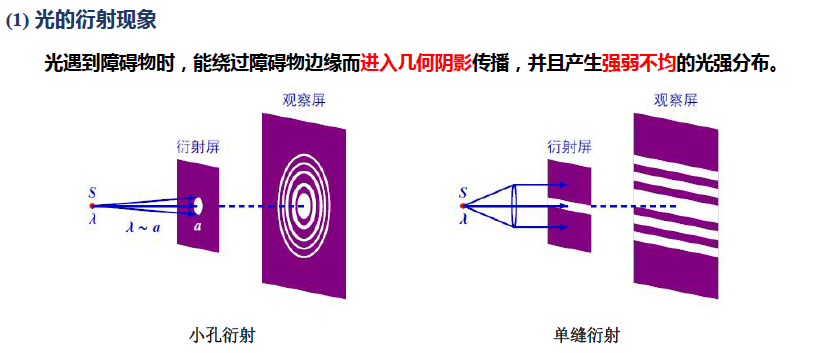 (1) 光的衍射现象
光遇到障碍物时，能绕过障碍物边缘而进入几何阴影传播，并且产生强弱不均的光强分布。
观察屏
衍射屏
S
λ
λ ~ a
a
小孔衍射
观察屏
衍射屏
S
λ
单缝衍射